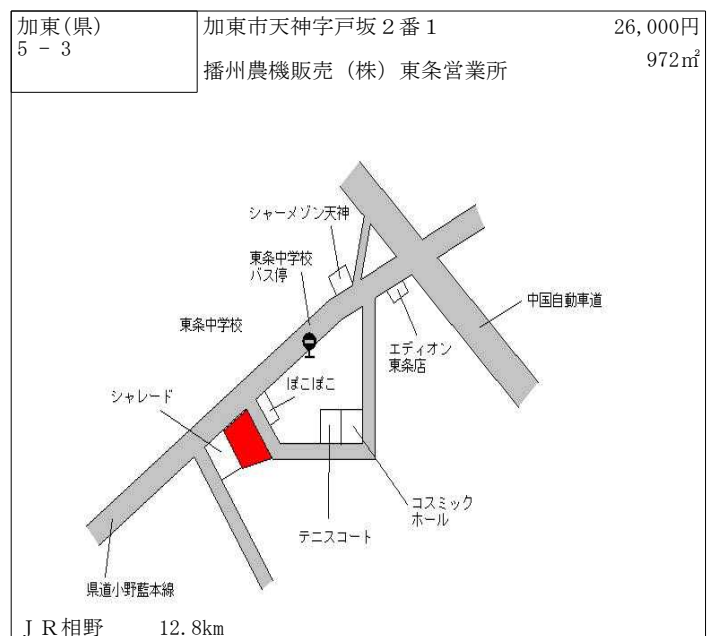 加東(県)
5 - 3
加東市天神字戸坂２番１
26,000円
播州農機販売（株）東条営業所
972㎡
シャーメゾン天神
東条中学校
バス停
中国自動車道
東条中学校
エディオン
東条店
シャレード
ぽこぽこ
コスミック
ホール
テニスコート
県道小野藍本線
ＪＲ相野 12.8km